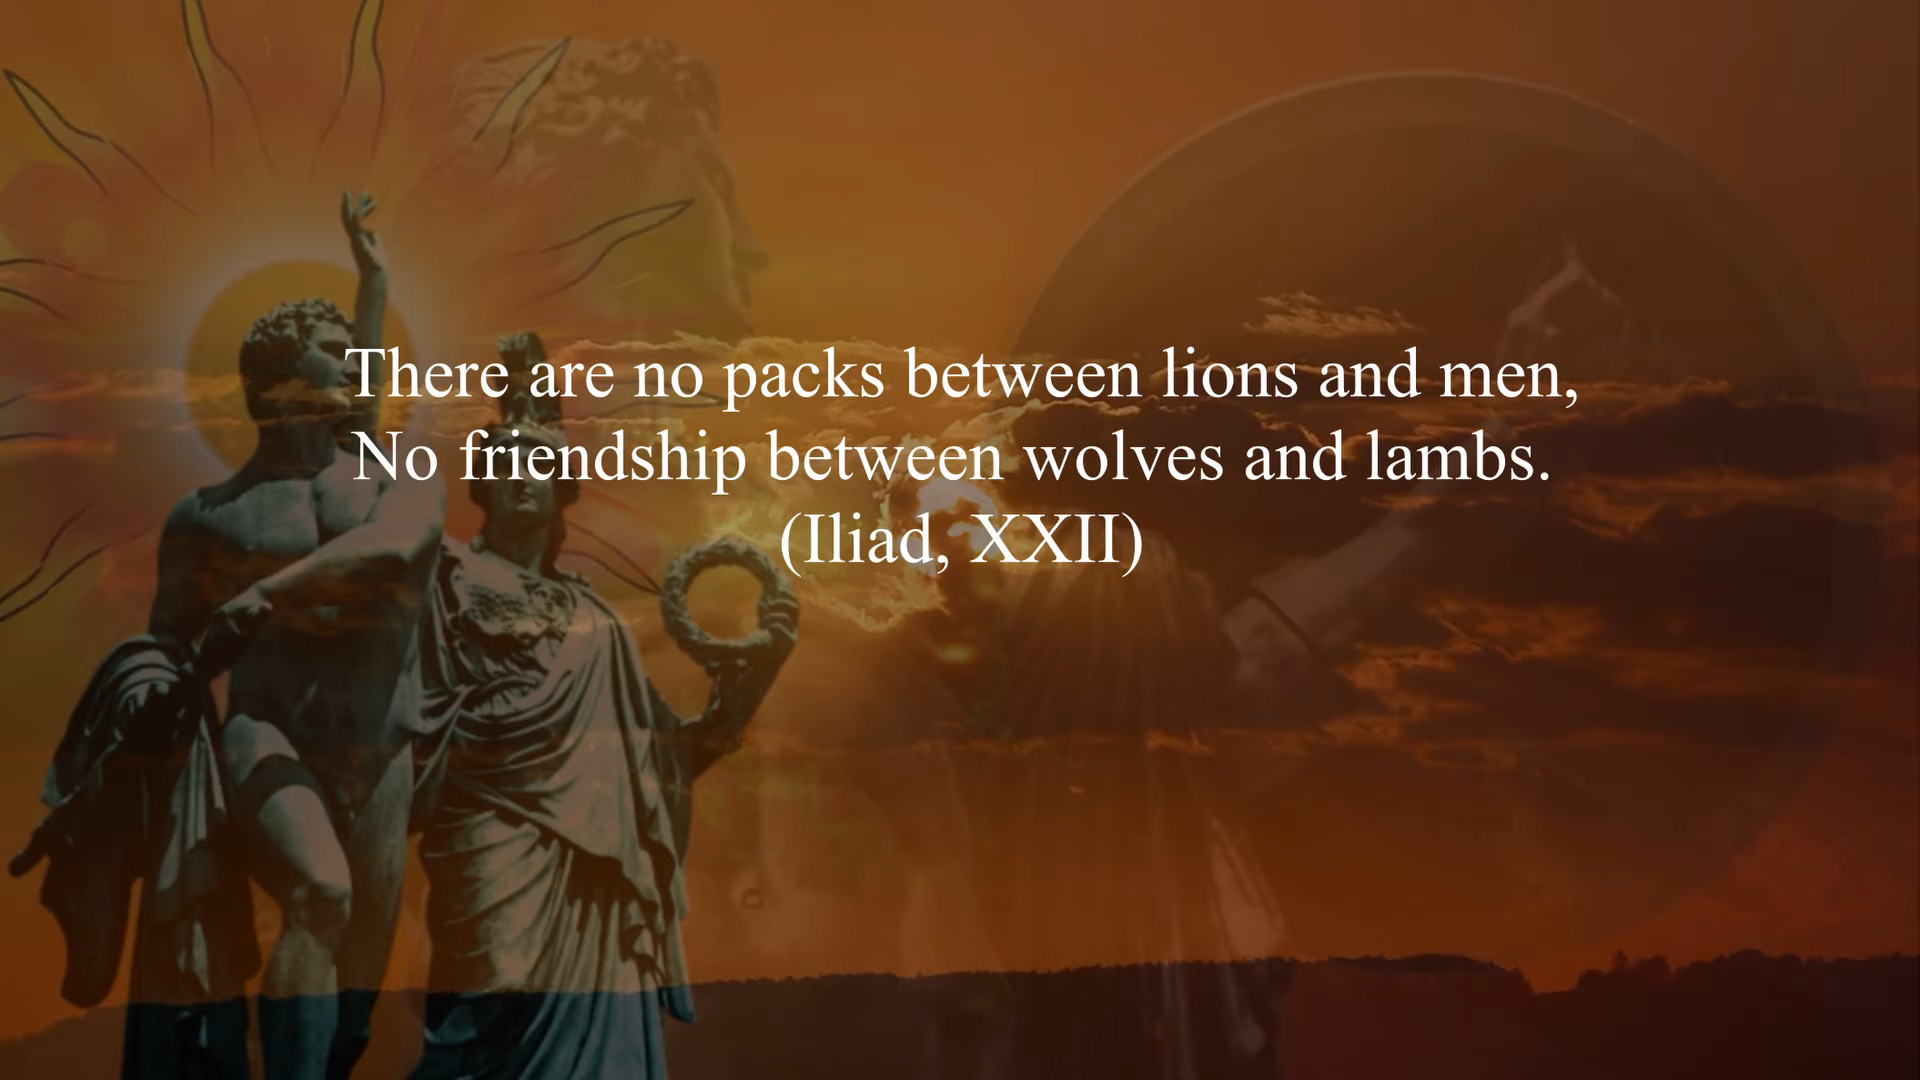 There are no packs between lions and men,
No friendship between wolves and lambs.
(Iliad, XXII)